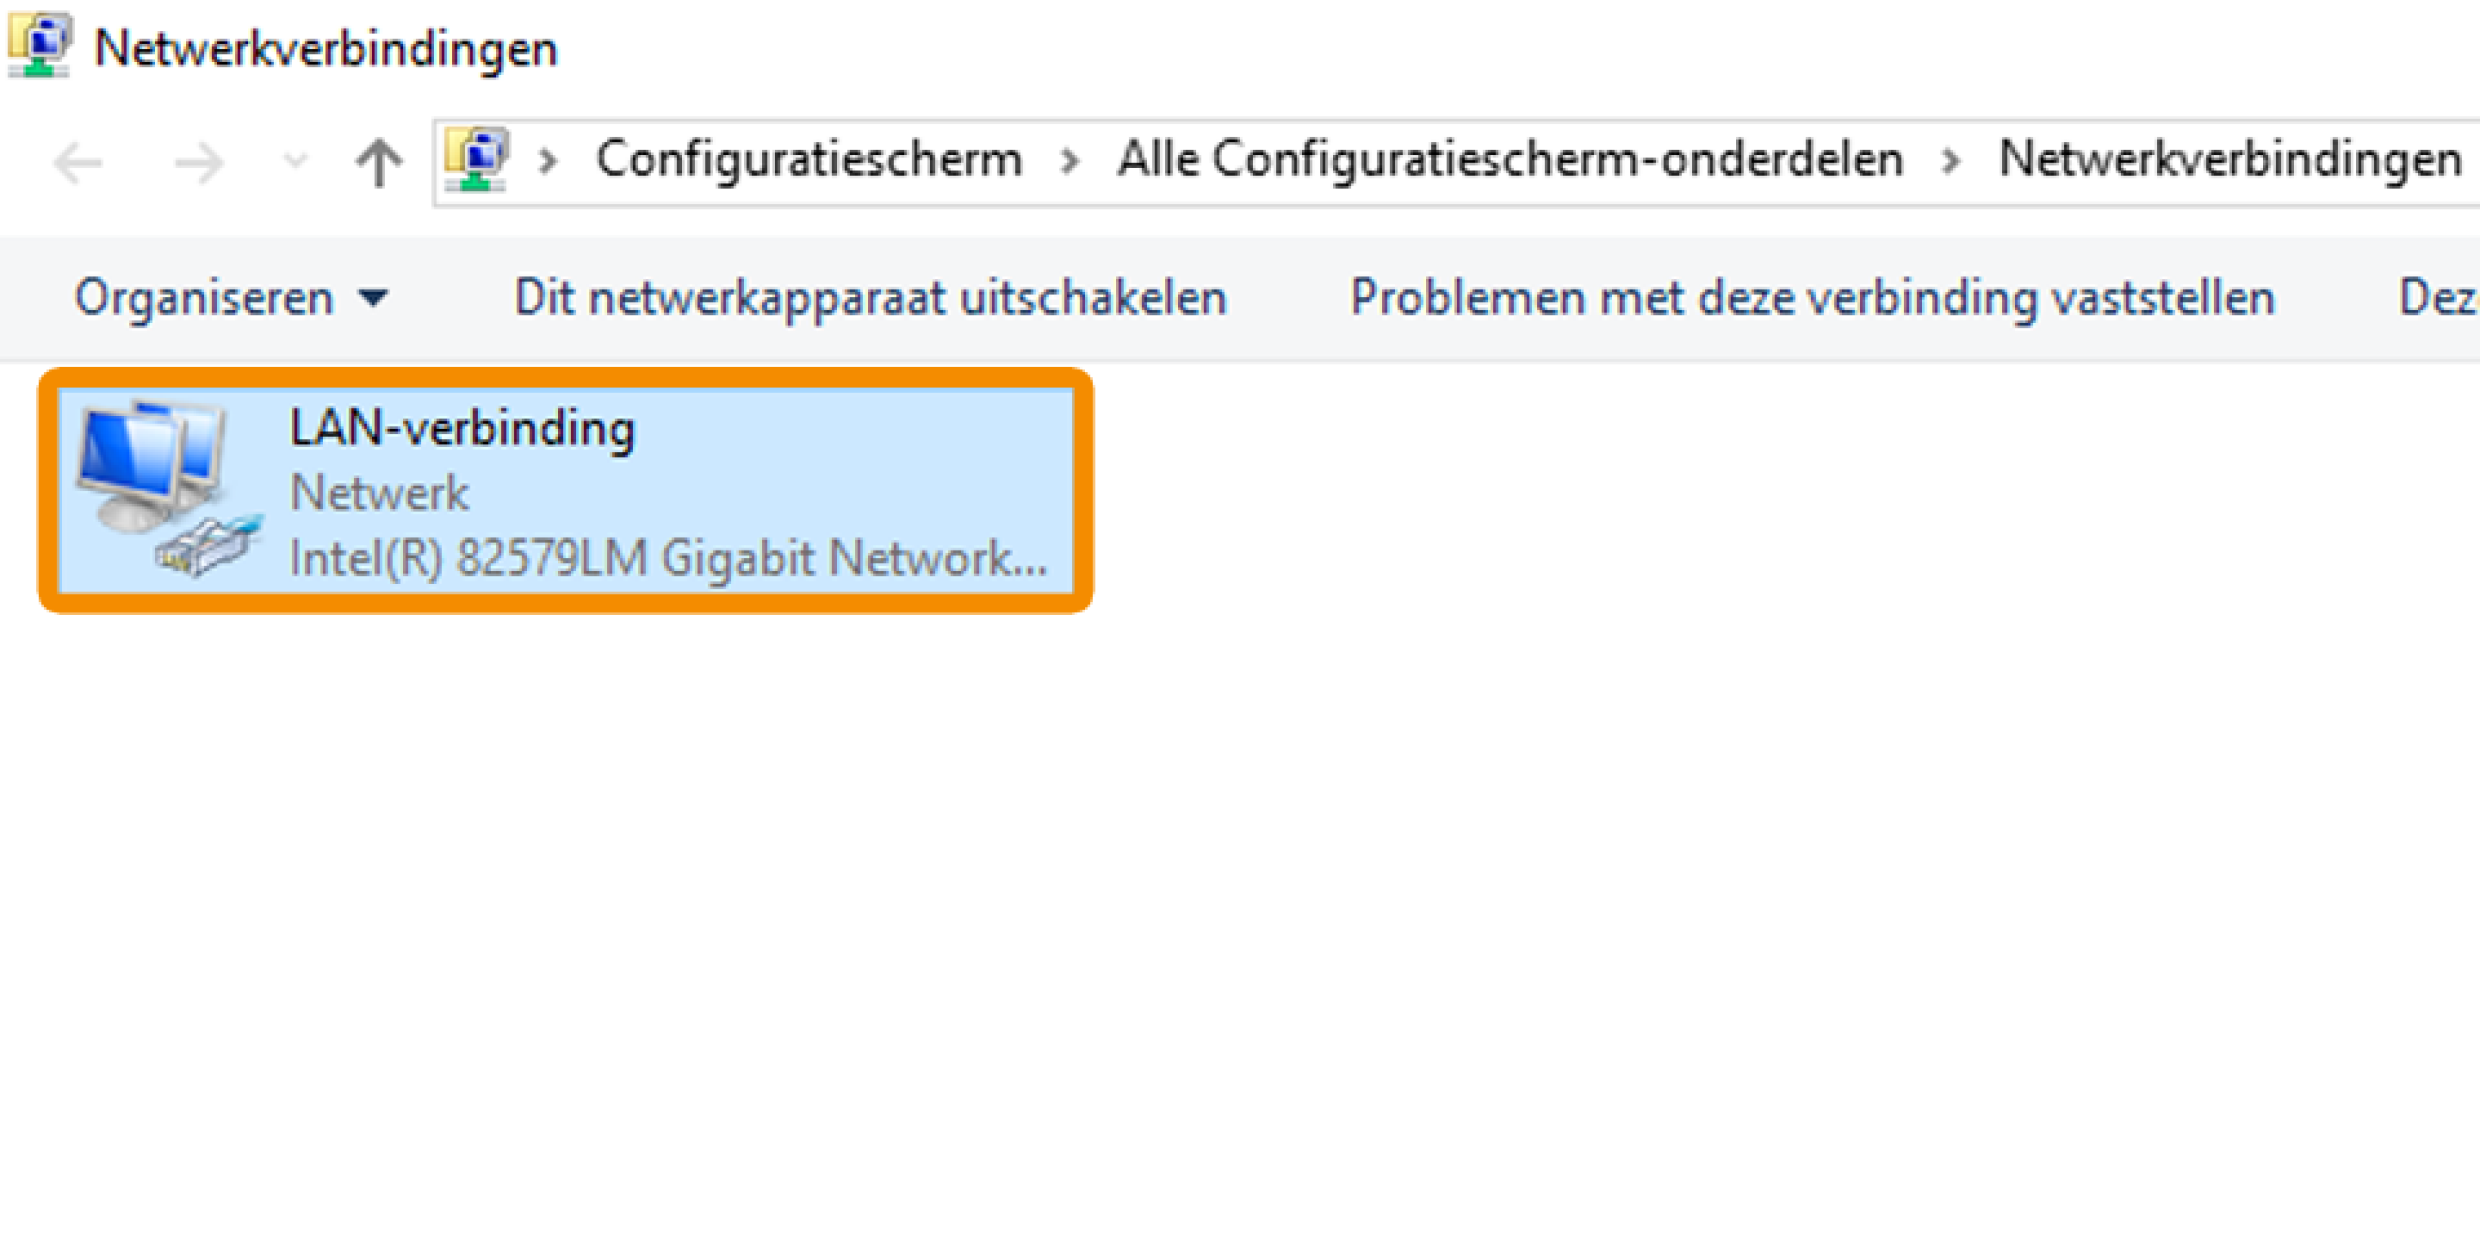 Netwerkverbindingen
Configuratiescherm > Alle Configuratiescherm-onderdelen > Netwerkverbindingen
Organiseren Dit netwerkapparaat uitschakelen Problemen met deze verbinding vaststellen Dez
LAN-verbinding
Netwerk
Intel(R) 82579LM Gigabit Network...